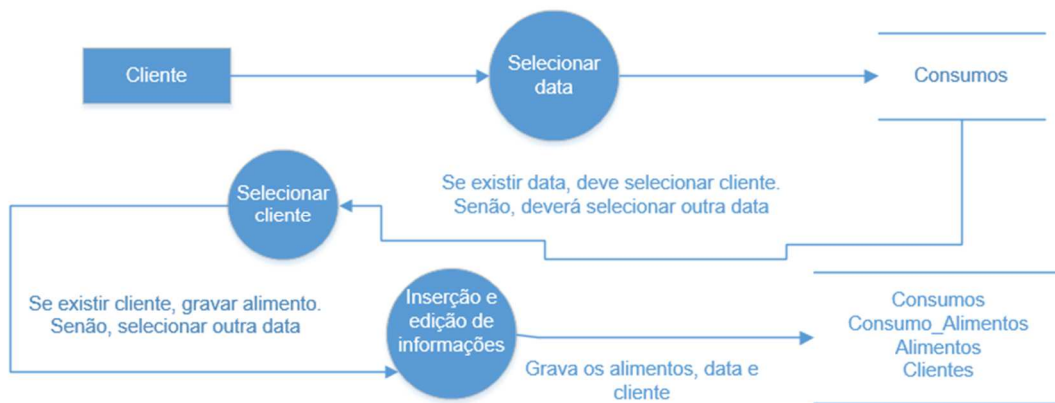 Cliente
Selecionar
data
Consumos
Se existir data, deve selecionar cliente.
Senão, deverá selecionar outra data
Selecionar
cliente
Se existir cliente, gravar alimento.
Senão, selecionar outra data
Inserção e
edição de
informações
Grava os alimentos, data e
cliente
Consumos
Consumo_Alimentos
Alimentos
Clientes